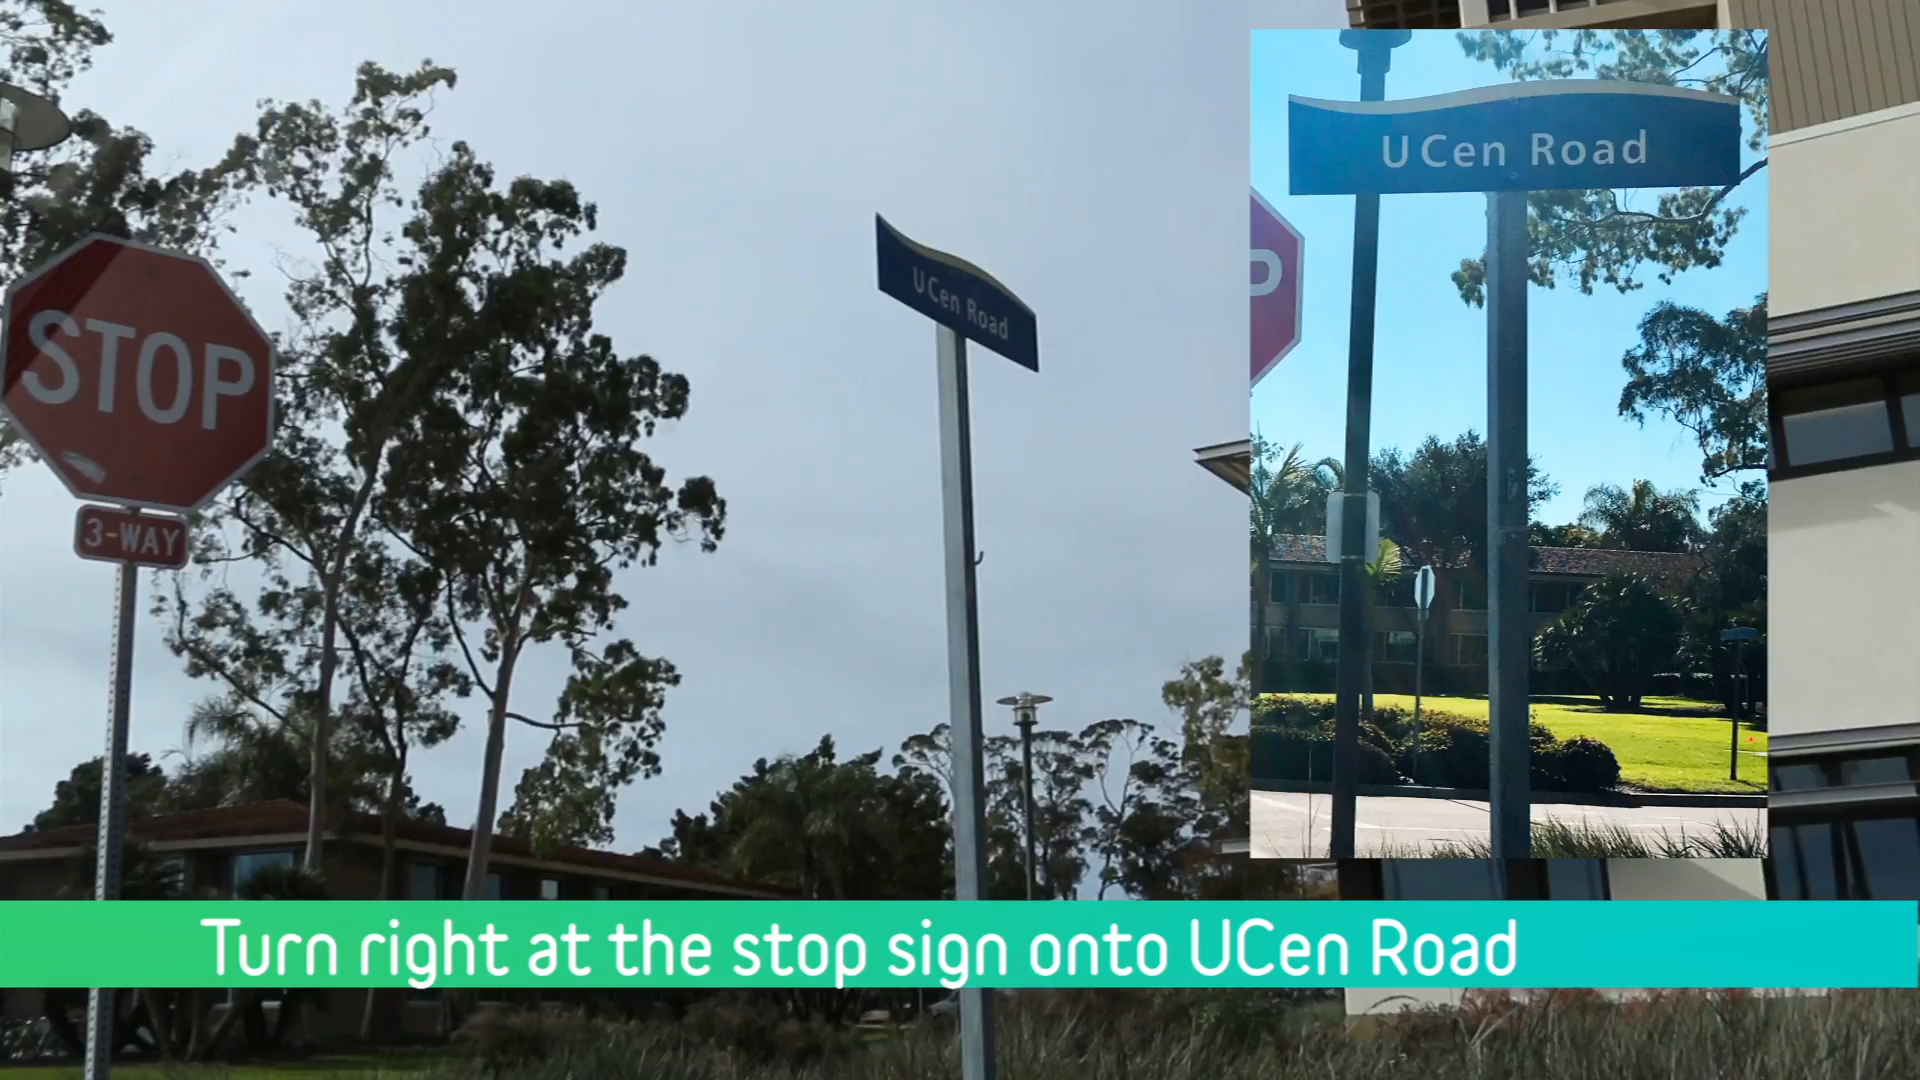 STOP
3-WAY
UCen Road
P
UCen Road
Turn right at the stop sign onto UCen Road